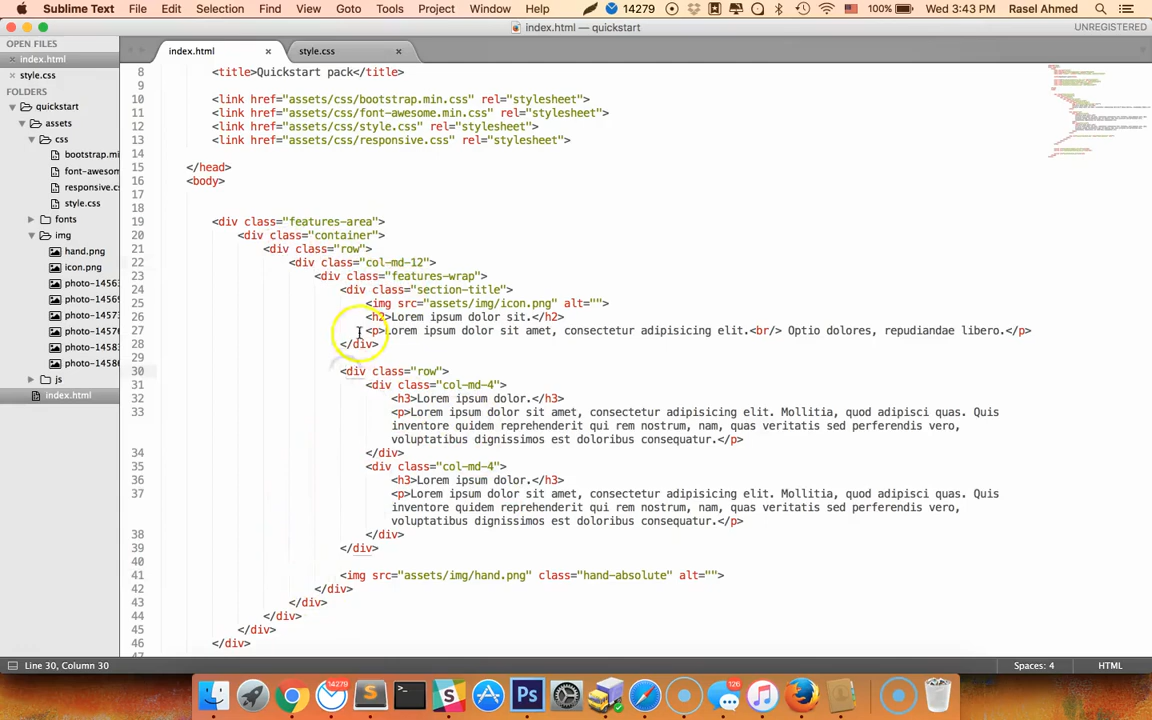 Sublime Text File Edit Selection Find View Goto Tools Project Window Help 14279 100% Wed 3:43 PM Rasel Ahmed
index.html — quickstart UNREGISTERED
OPEN FILES
index.html
style.css
FOLDERS
quickstart
assets
css
bootstrap.mi
font-awesom
responsive.cs
style.css
fonts
img
hand.png
icon.png
photo-1456
photo-1456
photo-1458
photo-1458
photo-1458
js
index.html
index.html × style.css ×
8 <title>Quickstart pack</title>
9
10 <link href="assets/css/bootstrap.min.css" rel="stylesheet">
11 <link href="assets/css/font-awesome.min.css" rel="stylesheet">
12 <link href="assets/css/style.css" rel="stylesheet">
13 <link href="assets/css/responsive.css" rel="stylesheet">
14
15 </head>
16 <body>
17
18
19 <div class="features-area">
20 <div class="container">
21 <div class="row">
22 <div class="col-md-12">
23 <div class="features-wrap">
24 <div class="section-title">
25 <img src="assets/img/icon.png" alt="">
26 <h2>Lorem ipsum dolor sit.</h2>
27 <p>Lorem ipsum dolor sit amet, consectetur adipisicing elit.<br/> Optio dolores, repudiandae libero.</p>
28 </div>
29
30 <div class="row">
31 <div class="col-md-4">
32 <h3>Lorem ipsum dolor.</h3>
33 <p>Lorem ipsum dolor sit amet, consectetur adipisicing elit. Mollitia, quod adipisci quas. Quis
inventore quidem reprehenderit qui rem nostrum, nam, quas veritatis sed perferendis vero,
voluptatibus dignissimos est doloribus consequatur.</p>
34 </div>
35 <div class="col-md-4">
36 <h3>Lorem ipsum dolor.</h3>
37 <p>Lorem ipsum dolor sit amet, consectetur adipisicing elit. Mollitia, quod adipisci quas. Quis
inventore quidem reprehenderit qui rem nostrum, nam, quas veritatis sed perferendis vero,
voluptatibus dignissimos est doloribus consequatur.</p>
38 </div>
39 </div>
40
41 <img src="assets/img/hand.png" class="hand-absolute" alt="">
42 </div>
43 </div>
44 </div>
45 </div>
46 </div>
Line 30, Column 30 Spaces: 4 HTML
14279
126